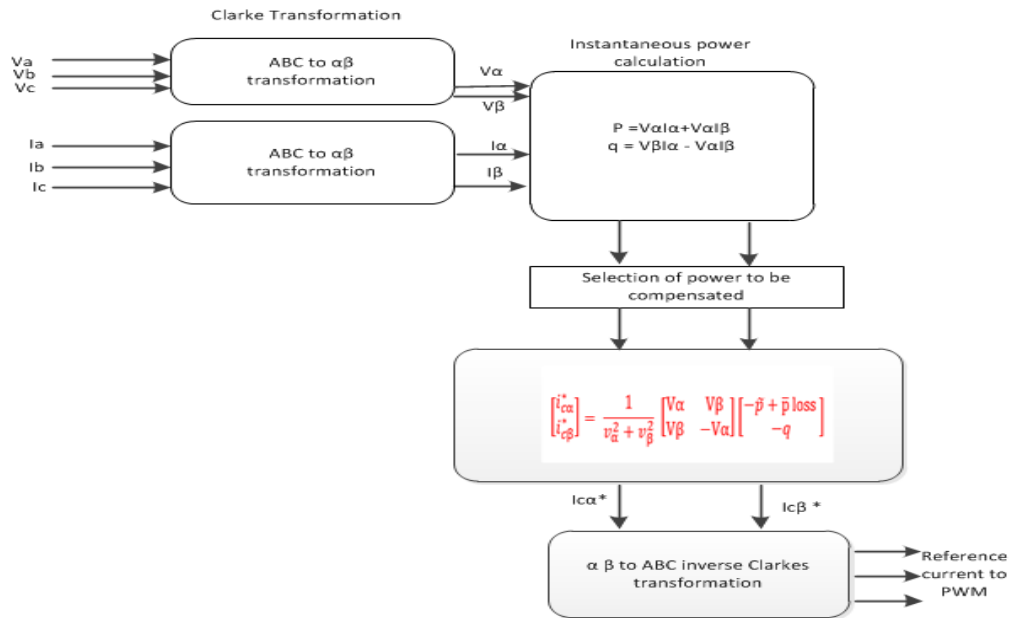 Clarke Transformation
Va
Vb
Vc
ABC to αβ
transformation
Vα
Vβ
Ia
Ib
Ic
ABC to αβ
transformation
Iα
Iβ
Instantaneous power
calculation
P =VαIα+VαIβ
q = VβIα - VαIβ
Selection of power to be
compensated
[i*cα i*cβ] = 1/(v²α + v²β) [Vα Vβ Vβ −Vα] [−p̃ + p̄ loss −q]
Icα*
Icβ *
α β to ABC inverse Clarkes
transformation
Reference
current to
PWM